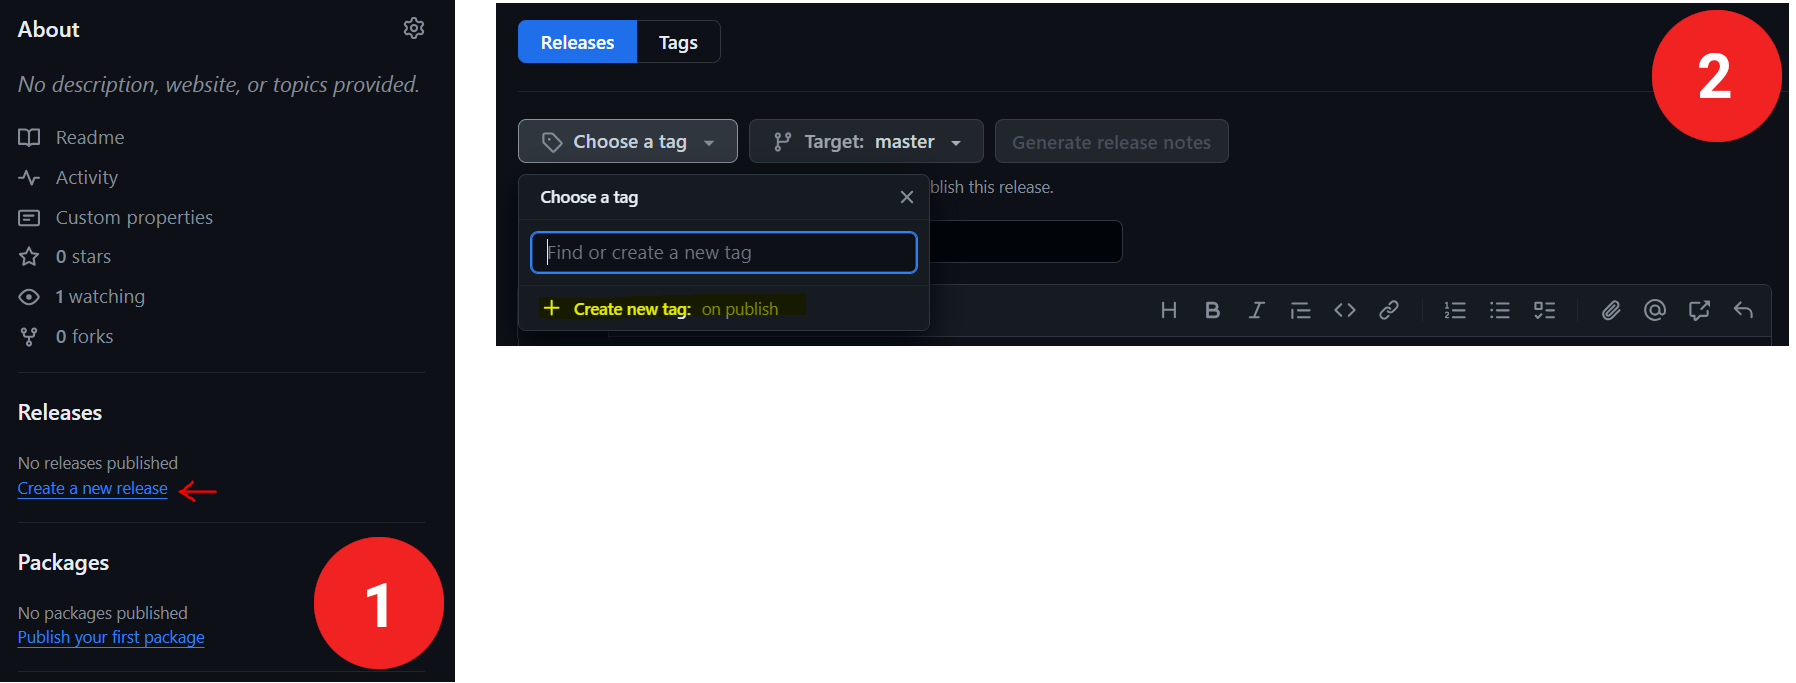 About
No description, website, or topics provided.
Readme
Activity
Custom properties
0 stars
1 watching
0 forks
Releases
No releases published
Create a new release
Packages
No packages published
Publish your first package
1
Releases Tags
2
Choose a tag Target: master Generate release notes
blish this release.
Choose a tag
Find or create a new tag
Create new tag: on publish